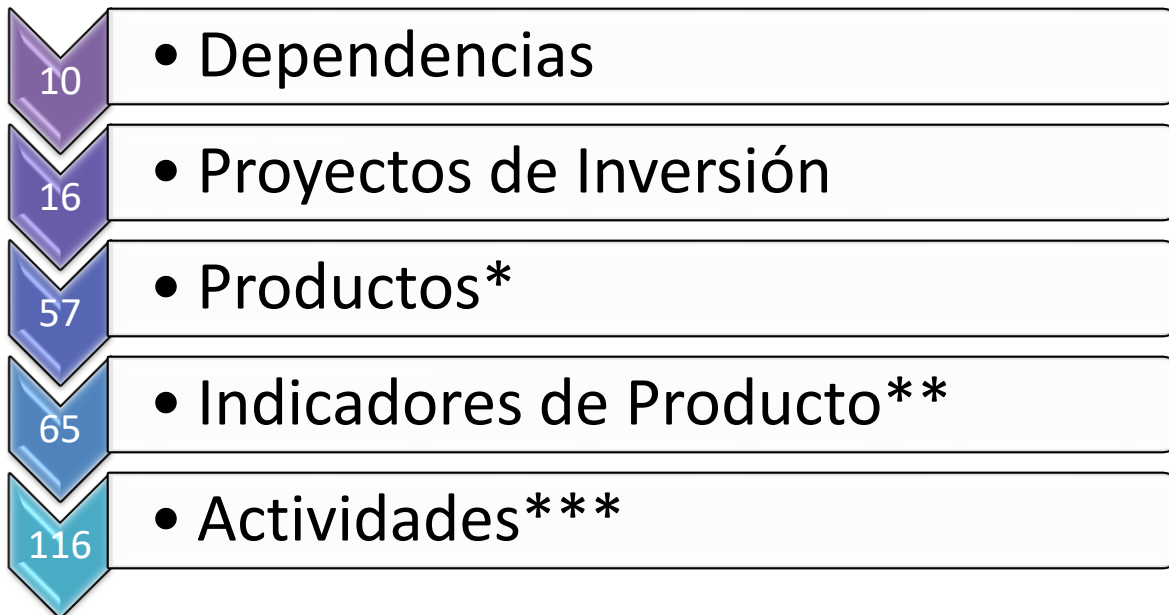 10 • Dependencias
16 • Proyectos de Inversión
57 • Productos*
65 • Indicadores de Producto**
116 • Actividades***